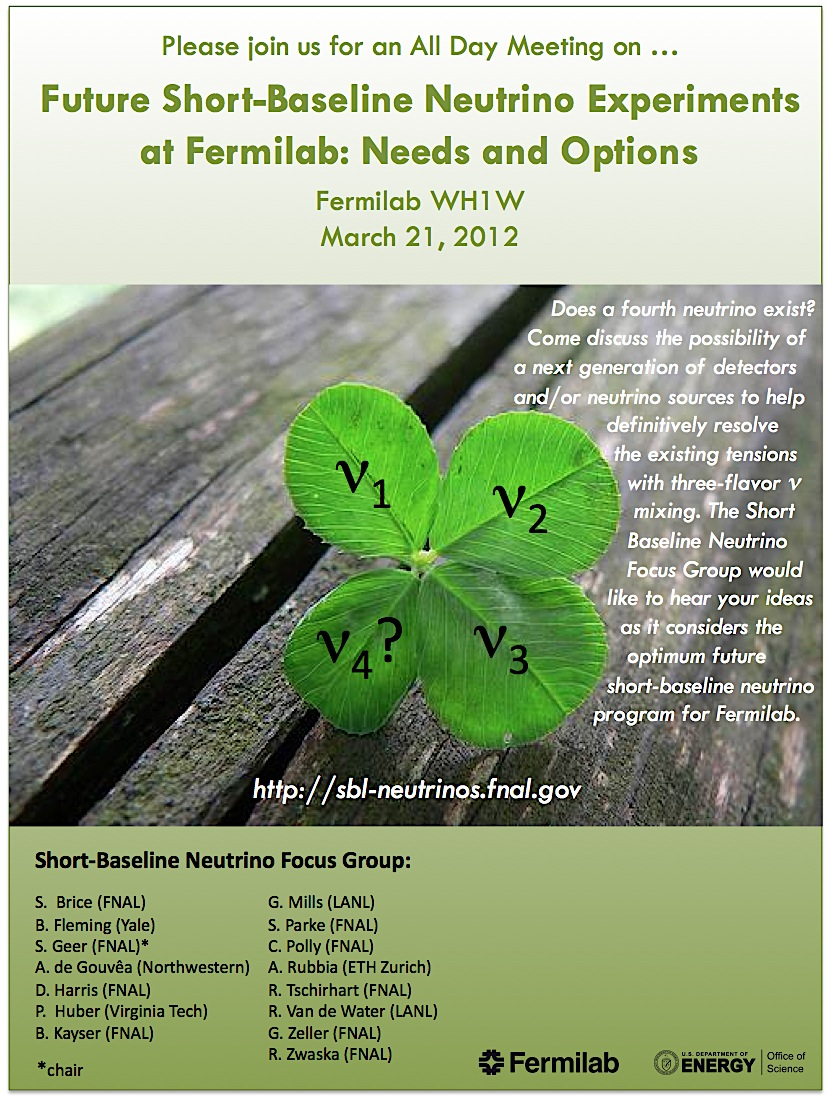 Please join us for an All Day Meeting on …
Future Short-Baseline Neutrino Experiments
at Fermilab: Needs and Options
Fermilab WH1W
March 21, 2012
Does a fourth neutrino exist?
Come discuss the possibility of
a next generation of detectors
and/or neutrino sources to help
definitively resolve
the existing tensions
with three-flavor ν
mixing. The Short
Baseline Neutrino
Focus Group would
like to hear your ideas
as it considers the
optimum future
short-baseline neutrino
program for Fermilab.
ν1
ν2
ν4?
ν3
http://sbl-neutrinos.fnal.gov
Short-Baseline Neutrino Focus Group:
S. Brice (FNAL)
B. Fleming (Yale)
S. Geer (FNAL)*
A. de Gouvêa (Northwestern)
D. Harris (FNAL)
P. Huber (Virginia Tech)
B. Kayser (FNAL)
*chair
G. Mills (LANL)
S. Parke (FNAL)
C. Polly (FNAL)
A. Rubbia (ETH Zurich)
R. Tschirhart (FNAL)
R. Van de Water (LANL)
G. Zeller (FNAL)
R. Zwaska (FNAL)
Fermilab
U.S. DEPARTMENT OF
ENERGY
Office of
Science